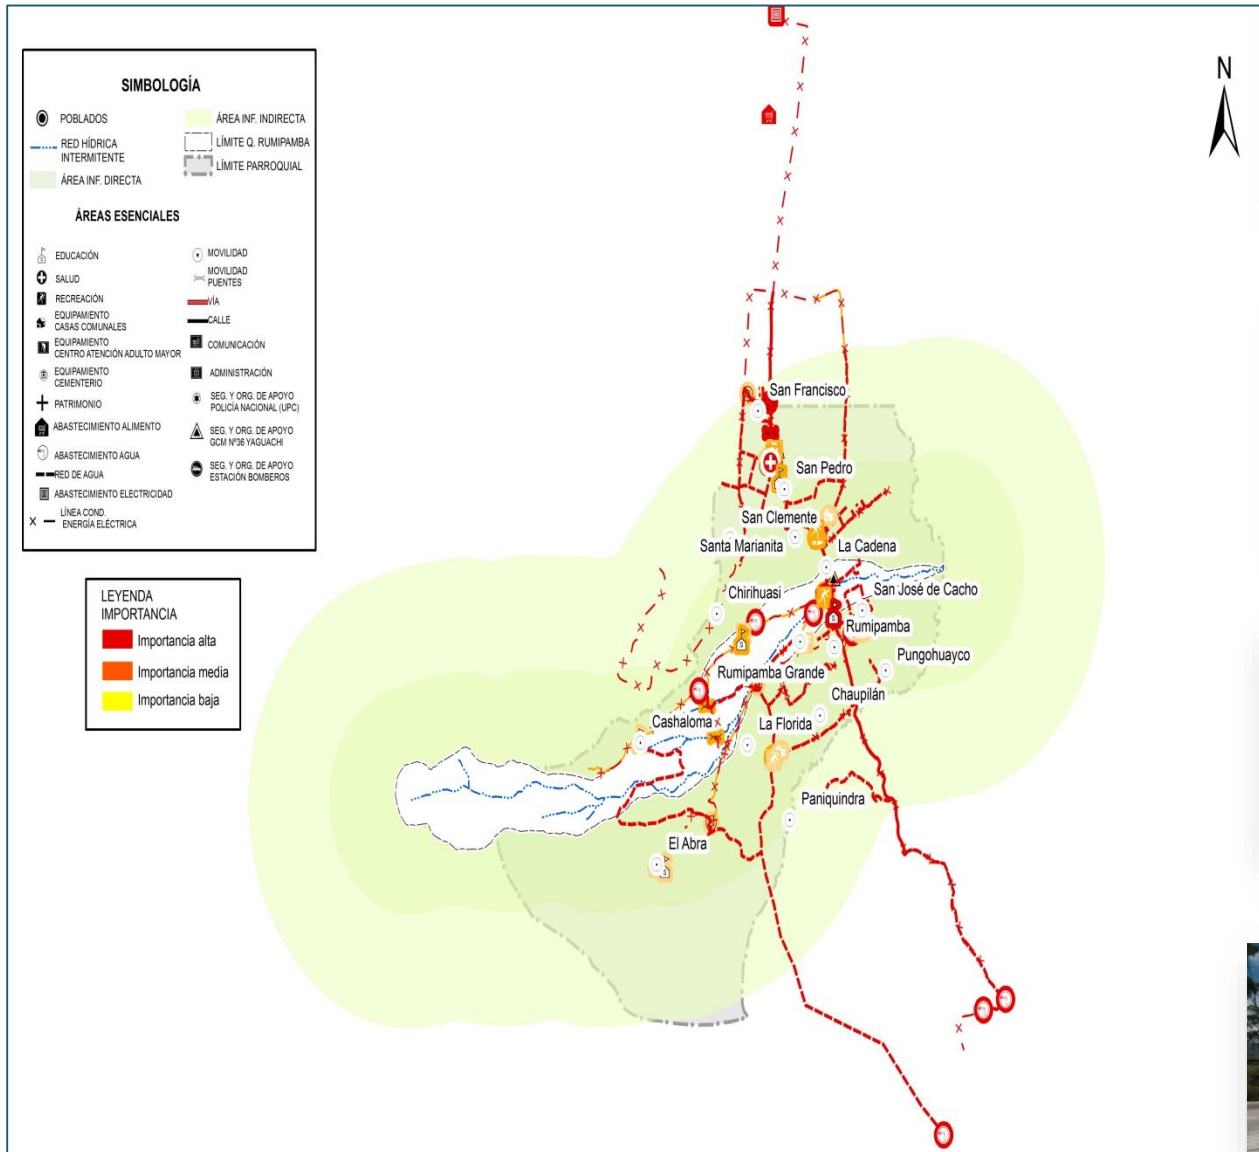 N
SIMBOLOGÍA
POBLADOS
RED HÍDRICA
INTERMITENTE
ÁREA INF. DIRECTA
ÁREA INF. INDIRECTA
LÍMITE Q. RUMIPAMBA
LÍMITE PARROQUIAL
ÁREAS ESENCIALES
EDUCACIÓN
SALUD
RECREACIÓN
EQUIPAMIENTO
CASAS COMUNALES
EQUIPAMIENTO
CENTRO ATENCIÓN ADULTO MAYOR
EQUIPAMIENTO
CEMENTERIO
PATRIMONIO
ABASTECIMIENTO ALIMENTO
ABASTECIMIENTO AGUA
RED DE AGUA
ABASTECIMIENTO ELECTRICIDAD
LÍNEA COND.
ENERGÍA ELÉCTRICA
MOVILIDAD
MOVILIDAD
PUENTES
VÍA
CALLE
COMUNICACIÓN
ADMINISTRACIÓN
SEG. Y ORG. DE APOYO
POLICÍA NACIONAL (UPC)
SEG. Y ORG. DE APOYO
GCM Nº36 YAGUACHI
SEG. Y ORG. DE APOYO
ESTACIÓN BOMBEROS
LEYENDA
IMPORTANCIA
Importancia alta
Importancia media
Importancia baja
San Francisco
San Pedro
San Clemente
Santa Marianita
La Cadena
Chirihuasi
San José de Cacho
Rumipamba
Pungohuayco
Rumipamba Grande
Chaupilán
Cashaloma
La Florida
Paniquindra
El Abra